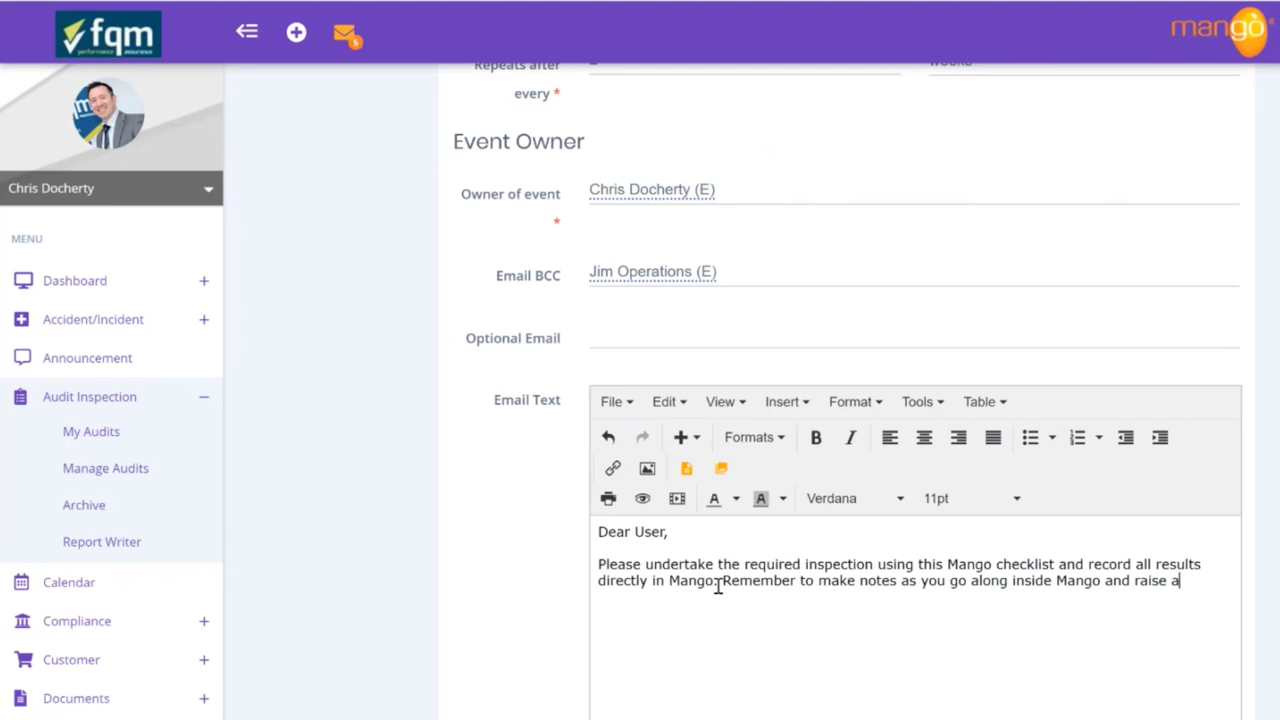 fqm
performance assurance
5
mango
Repeats after
every *
weeks
Event Owner
Chris Docherty
MENU
Dashboard
Accident/Incident
Announcement
Audit Inspection
My Audits
Manage Audits
Archive
Report Writer
Calendar
Compliance
Customer
Documents
Owner of event
*
Chris Docherty (E)
Email BCC
Jim Operations (E)
Optional Email
Email Text
File Edit View Insert Format Tools Table
Formats B I
A A Verdana 11pt
Dear User,
Please undertake the required inspection using this Mango checklist and record all results
directly in Mango. Remember to make notes as you go along inside Mango and raise a